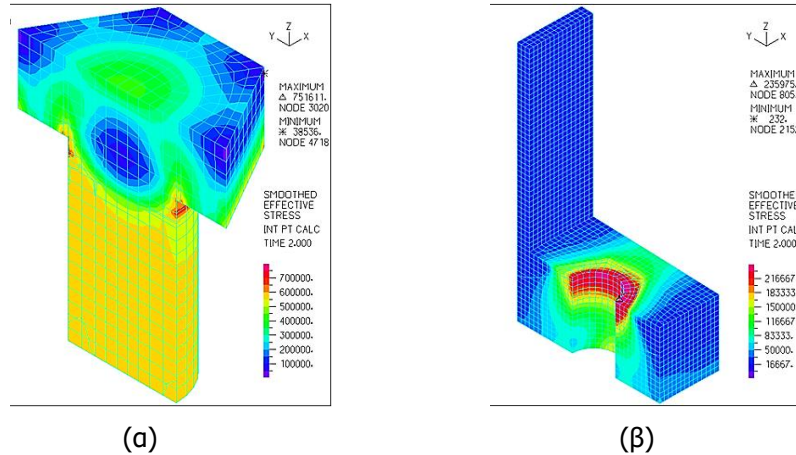 Z
Y X
MAXIMUM
△ 751611.
NODE 3020
MINIMUM
* 38536.
NODE 4718
SMOOTHED
EFFECTIVE
STRESS
INT PT CALC
TIME 2.000
700000.
600000.
500000.
400000.
300000.
200000.
100000.
(α)
Z
Y X
MAXIMUM
△ 235975.
NODE 805
MINIMUM
* 232.
NODE 215
SMOOTHE
EFFECTIVE
STRESS
INT PT CAL
TIME 2.000
216667
183333
150000
116667
83333.
50000.
16667.
(β)